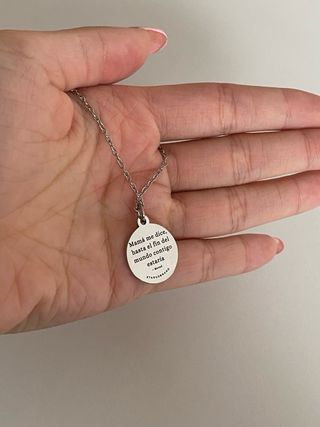 Mamá me dice,
hasta el fin del
mundo contigo
estaría